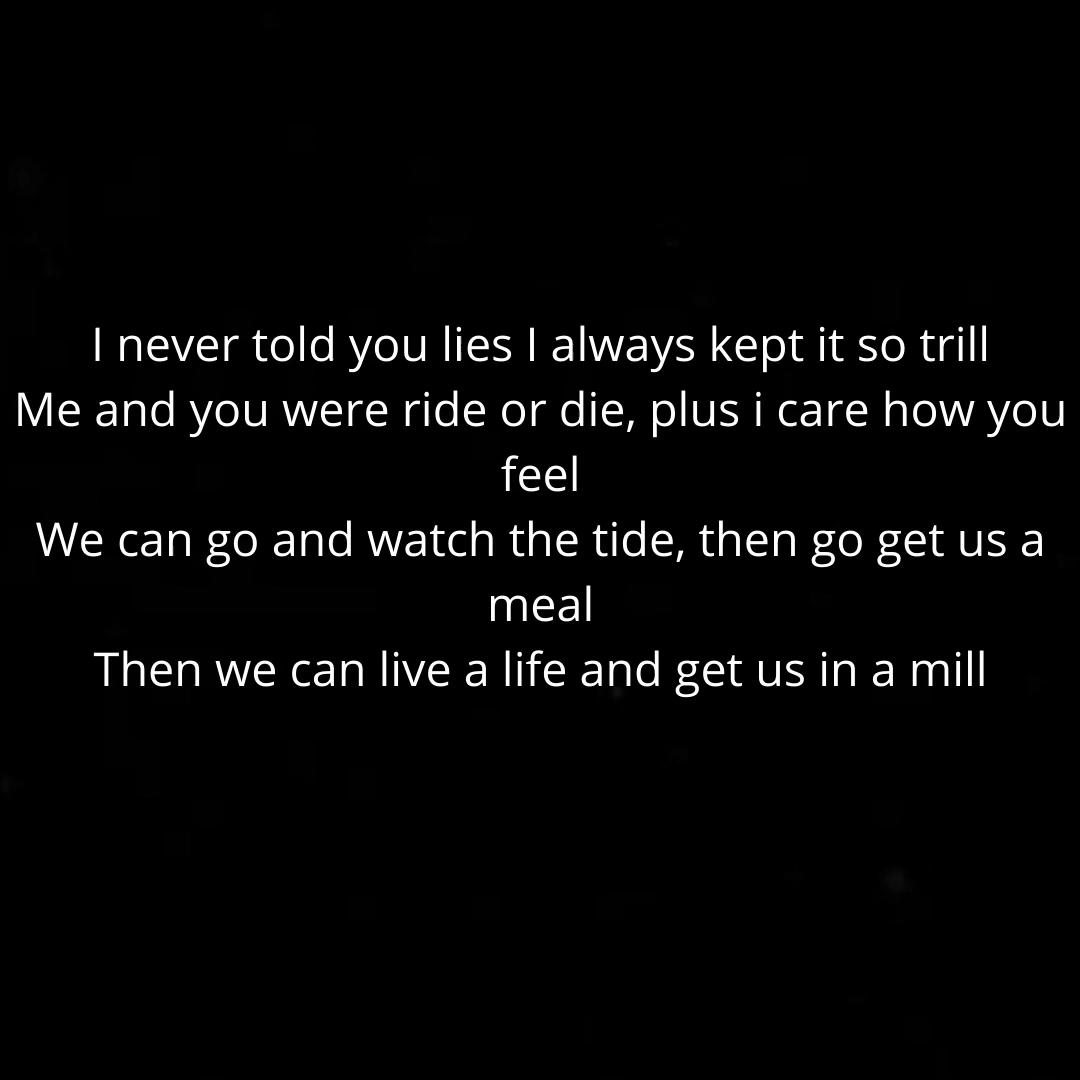 I never told you lies I always kept it so trill
Me and you were ride or die, plus i care how you
feel
We can go and watch the tide, then go get us a
meal
Then we can live a life and get us in a mill